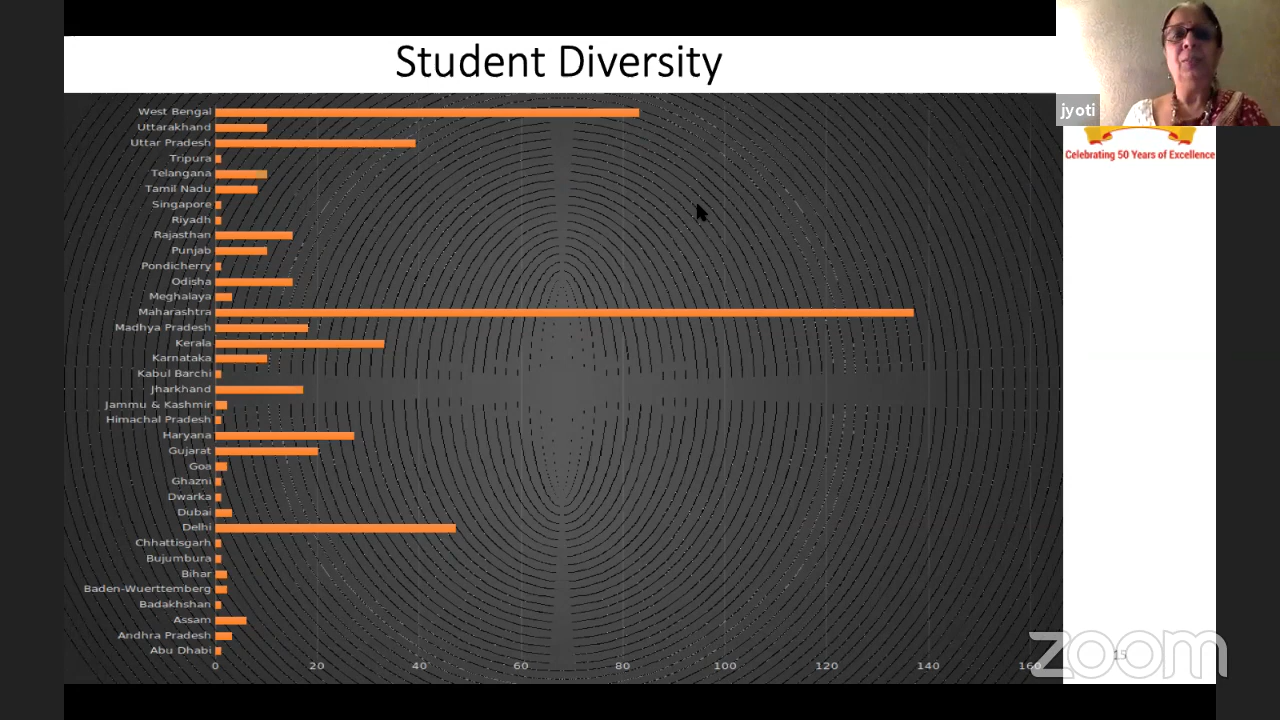 Student Diversity
jyoti
Celebrating 50 Years of Excellence
West Bengal
Uttarakhand
Uttar Pradesh
Tripura
Telangana
Tamil Nadu
Singapore
Riyadh
Rajasthan
Punjab
Pondicherry
Odisha
Meghalaya
Maharashtra
Madhya Pradesh
Kerala
Karnataka
Kabul Barchi
Jharkhand
Jammu & Kashmir
Himachal Pradesh
Haryana
Gujarat
Goa
Ghazni
Dwarka
Dubai
Delhi
Chhattisgarh
Bujumbura
Bihar
Baden-Wuerttemberg
Badakhshan
Assam
Andhra Pradesh
Abu Dhabi
0 20 40 60 80 100 120 140 160
15
zoom